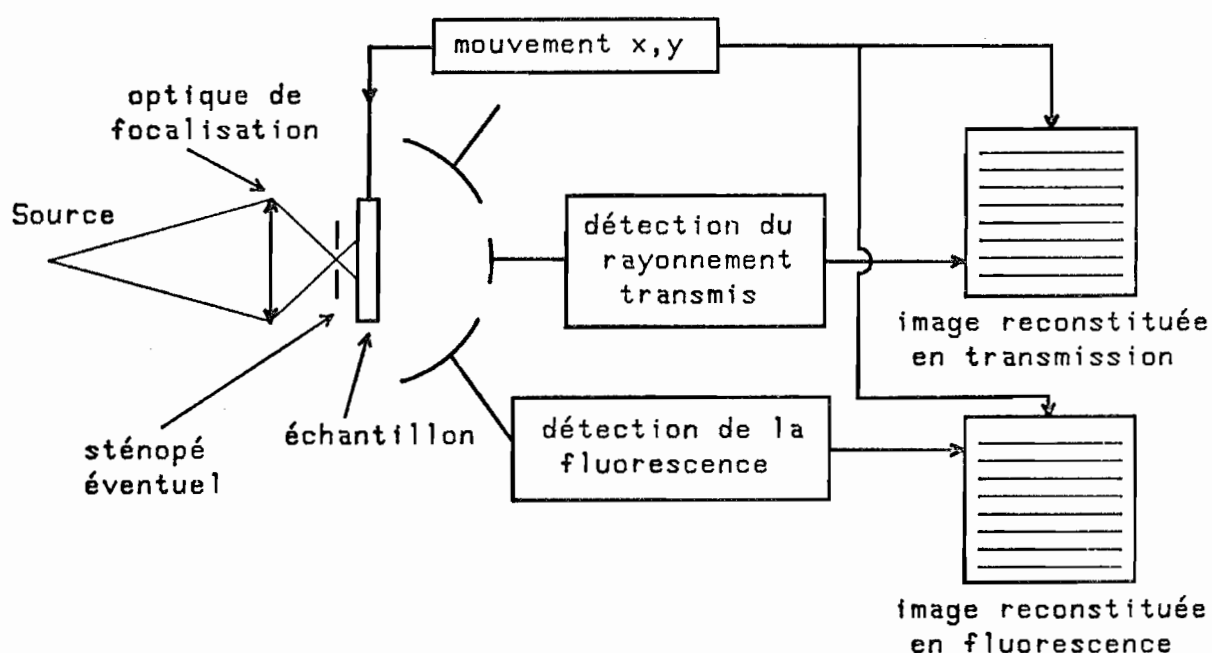 mouvement x,y
optique de
focalisation
Source
détection du
rayonnement
transmis
image reconstituée
en transmission
échantillon
sténopé
éventuel
détection de la
fluorescence
image reconstituée
en fluorescence